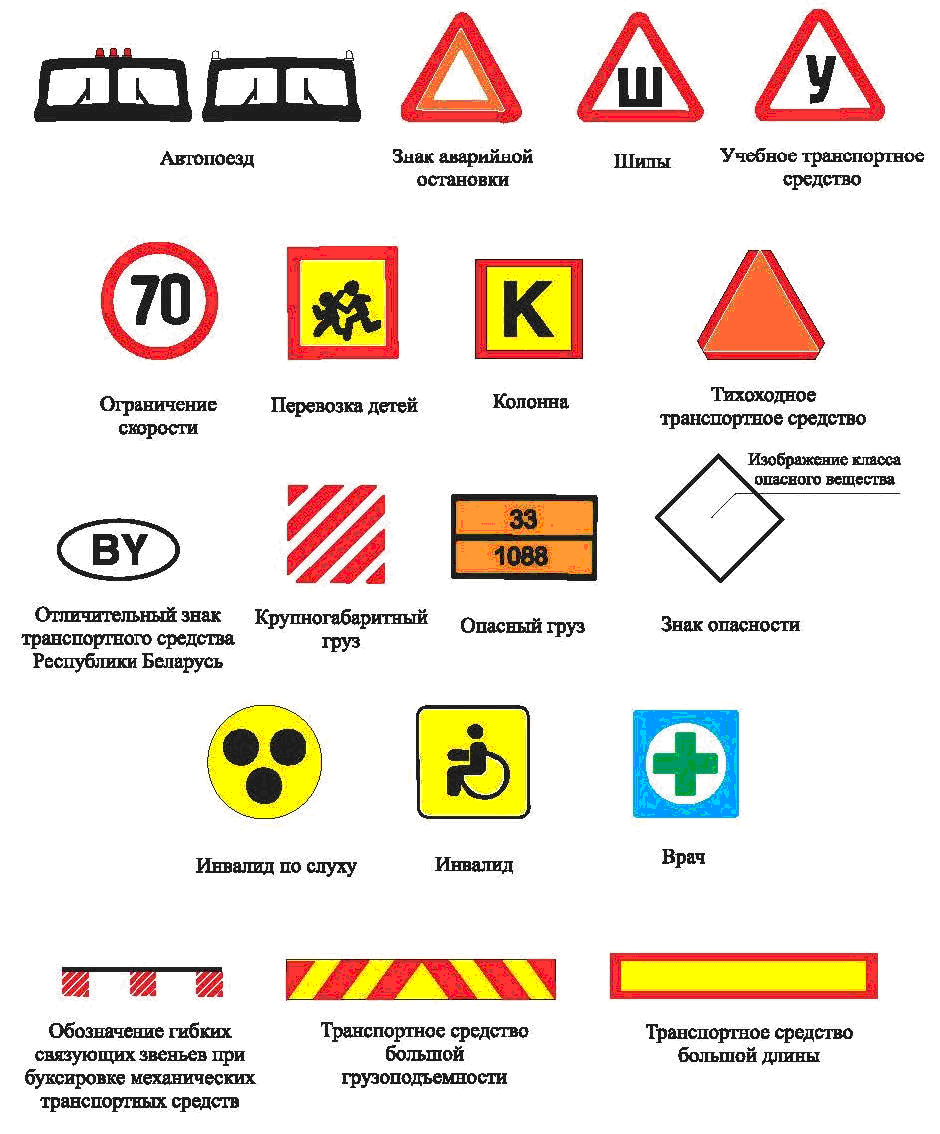 Ш
У
Автопоезд
Знак аварийной
остановки
Шипы
Учебное транспортное
средство
70
К
Ограничение
скорости
Перевозка детей
Колонна
Тихоходное
транспортное средство
Изображение класса
опасного вещества
33
1088
BY
Отличительный знак
транспортного средства
Республики Беларусь
Крупногабаритный
груз
Опасный груз
Знак опасности
Инвалид по слуху
Инвалид
Врач
Обозначение гибких
связующих звеньев при
буксировке механических
транспортных средств
Транспортное средство
большой
грузоподъемности
Транспортное средство
большой длины